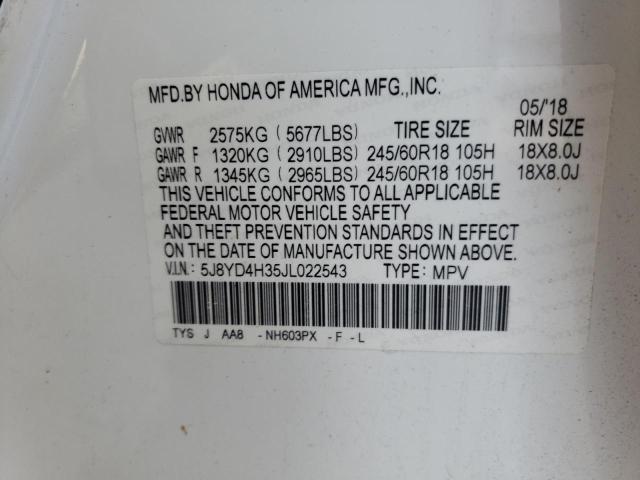 MFD.BY HONDA OF AMERICA MFG.,INC.
05/'18
GVWR 2575KG ( 5677LBS) TIRE SIZE RIM SIZE
GAWR F 1320KG ( 2910LBS) 245/60R18 105H 18X8.0J
GAWR R 1345KG ( 2965LBS) 245/60R18 105H 18X8.0J
THIS VEHICLE CONFORMS TO ALL APPLICABLE
FEDERAL MOTOR VEHICLE SAFETY
AND THEFT PREVENTION STANDARDS IN EFFECT
ON THE DATE OF MANUFACTURE SHOWN ABOVE.
V.I.N.: 5J8YD4H35JL022543 TYPE: MPV
TYS J AA8 -NH603PX -F-L